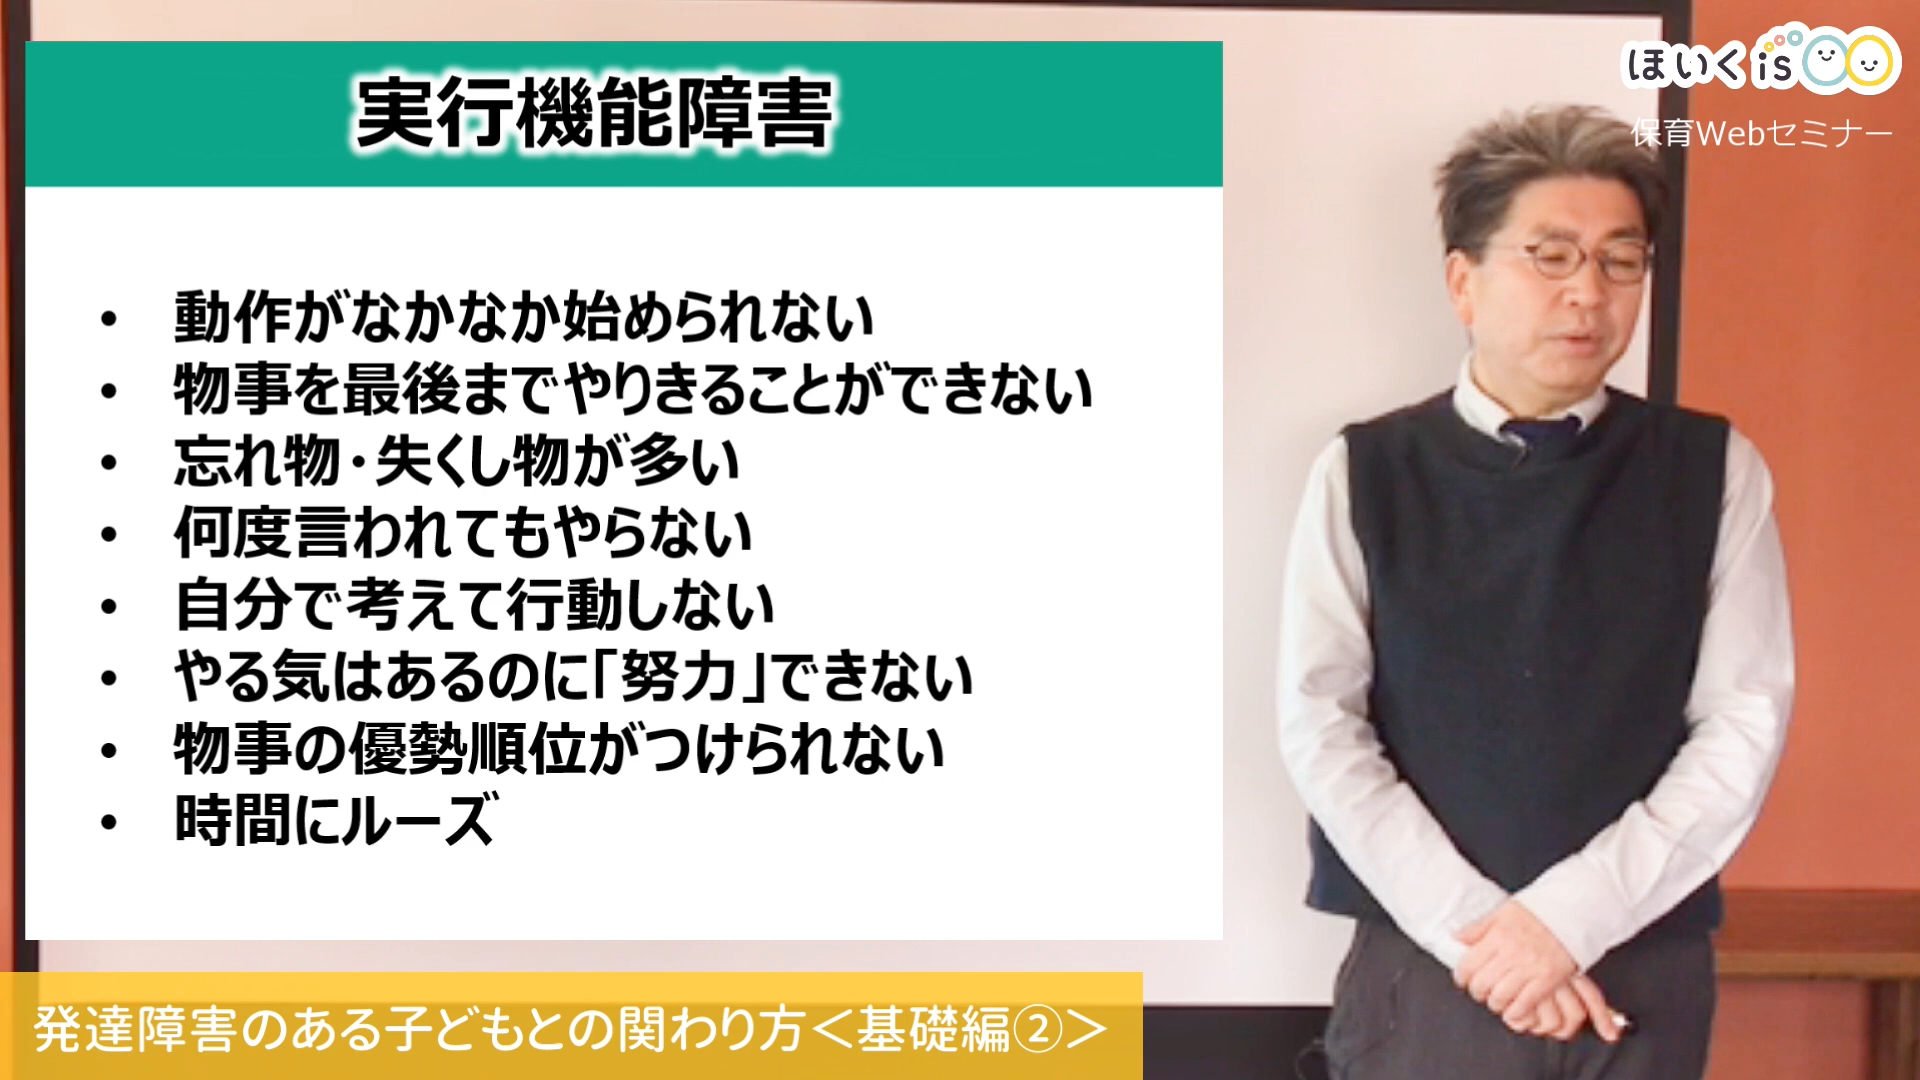 実行機能障害
ほいくis
保育Webセミナー
• 動作がなかなか始められない
• 物事を最後までやりきることができない
• 忘れ物・失くし物が多い
• 何度言われてもやらない
• 自分で考えて行動しない
• やる気はあるのに「努力」できない
• 物事の優勢順位がつけられない
• 時間にルーズ
発達障害のある子どもとの関わり方＜基礎編②＞